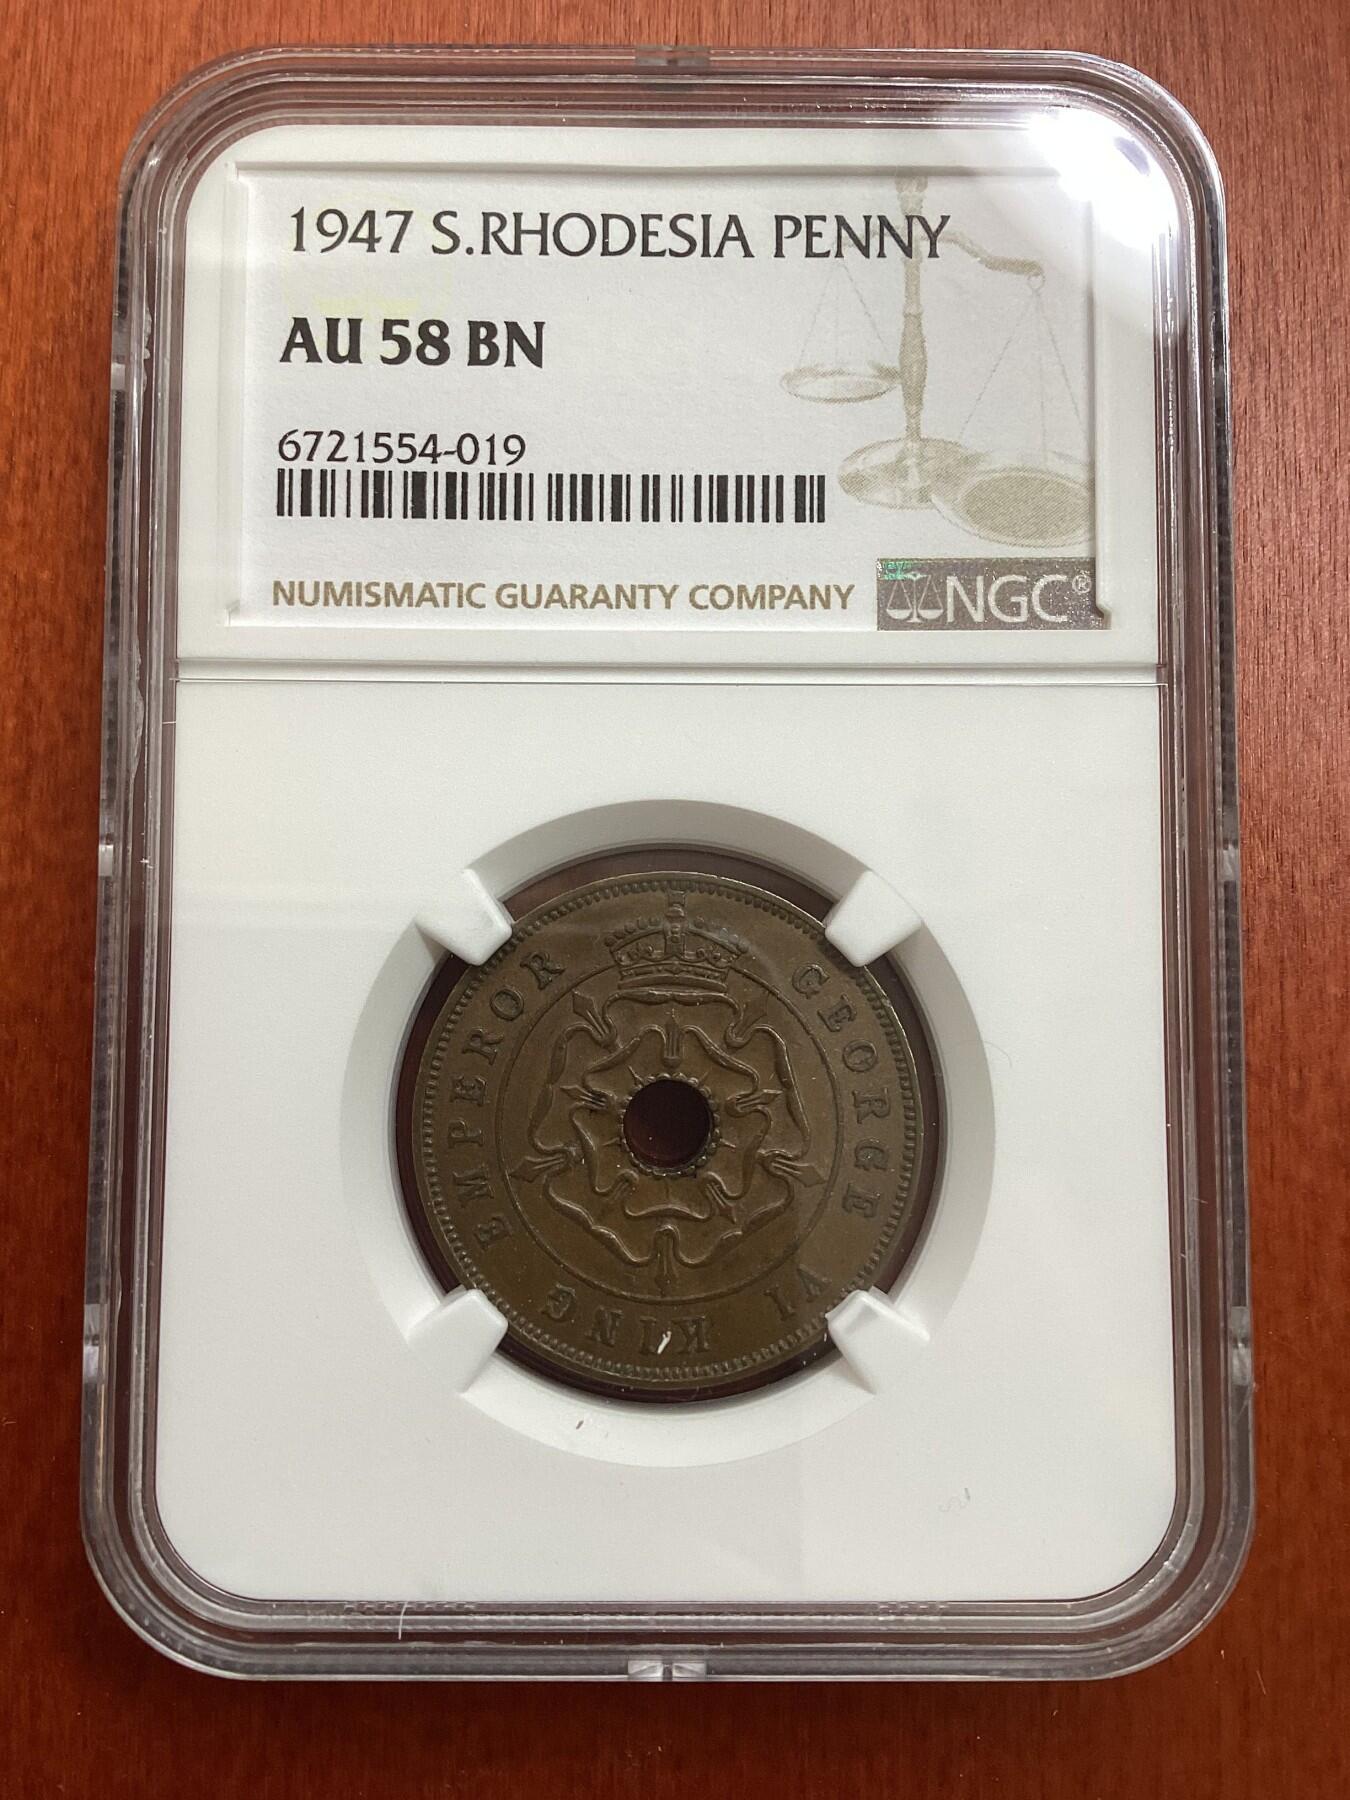 1947 S.RHODESIA PENNY
AU 58 BN
6721554-019
NUMISMATIC GUARANTY COMPANY
NGC®
GEORGE VI KING EMPEROR